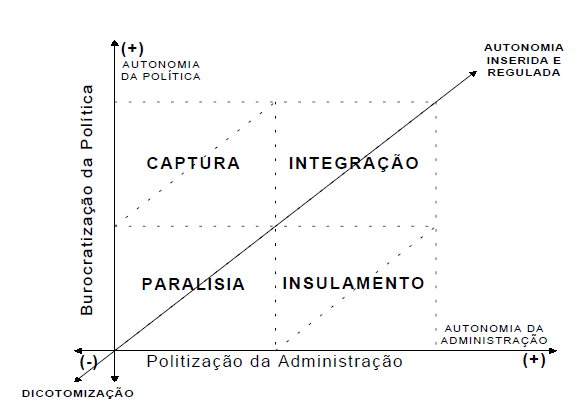 (+)
AUTONOMIA
DA POLÍTICA
AUTONOMIA
INSERIDA E
REGULADA
Burocratização da Política
CAPTURA
INTEGRAÇÃO
PARALISIA
INSULAMENTO
AUTONOMIA DA
ADMINISTRAÇÃO
(-)
Politização da Administração
(+)
DICOTOMIZAÇÃO